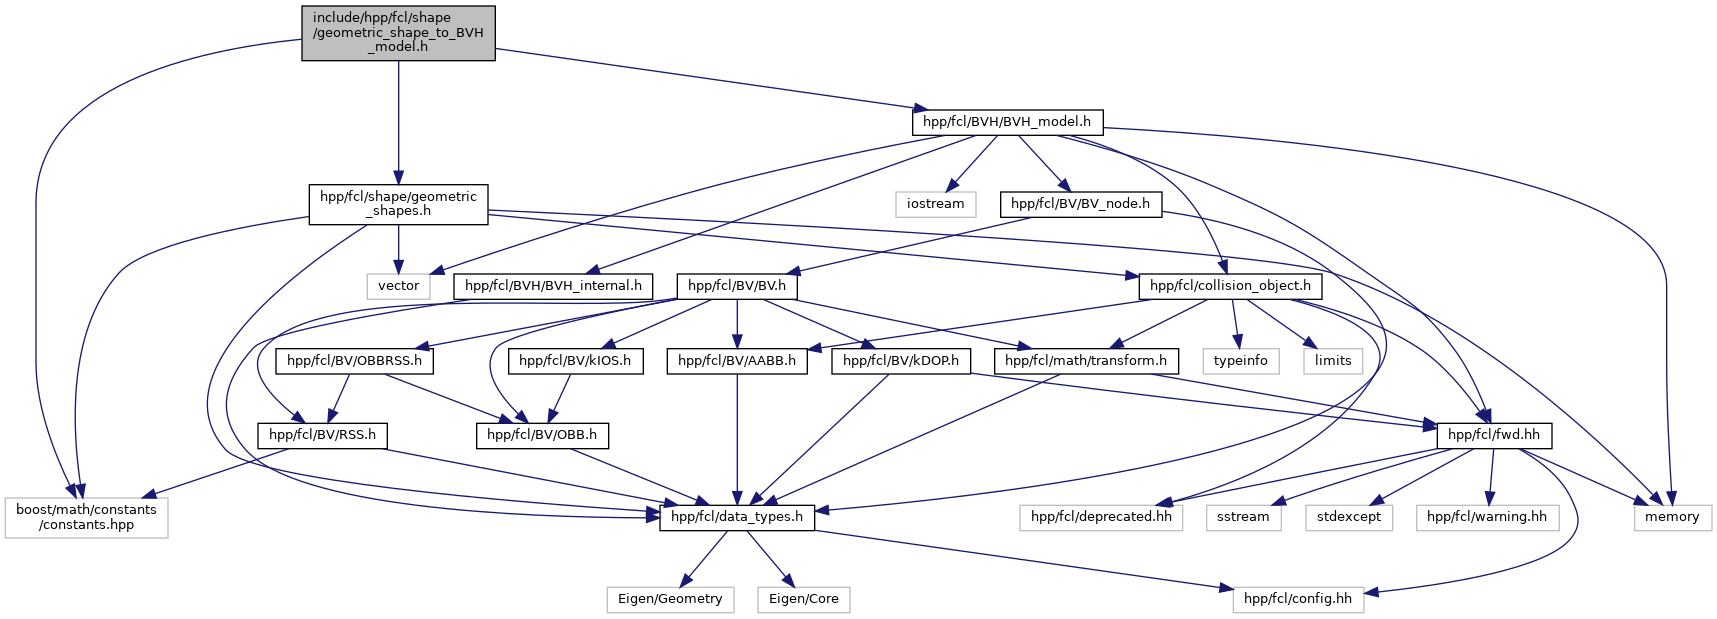 include/hpp/fcl/shape
/geometric_shape_to_BVH
_model.h
hpp/fcl/BVH/BVH_model.h
hpp/fcl/shape/geometric
_shapes.h
iostream
hpp/fcl/BV/BV_node.h
vector
hpp/fcl/BVH/BVH_internal.h
hpp/fcl/BV/BV.h
hpp/fcl/collision_object.h
hpp/fcl/BV/OBBRSS.h
hpp/fcl/BV/kIOS.h
hpp/fcl/BV/AABB.h
hpp/fcl/BV/kDOP.h
hpp/fcl/math/transform.h
typeinfo
limits
hpp/fcl/BV/RSS.h
hpp/fcl/BV/OBB.h
hpp/fcl/fwd.hh
boost/math/constants
/constants.hpp
hpp/fcl/data_types.h
hpp/fcl/deprecated.hh
sstream
stdexcept
hpp/fcl/warning.hh
memory
Eigen/Geometry
Eigen/Core
hpp/fcl/config.hh